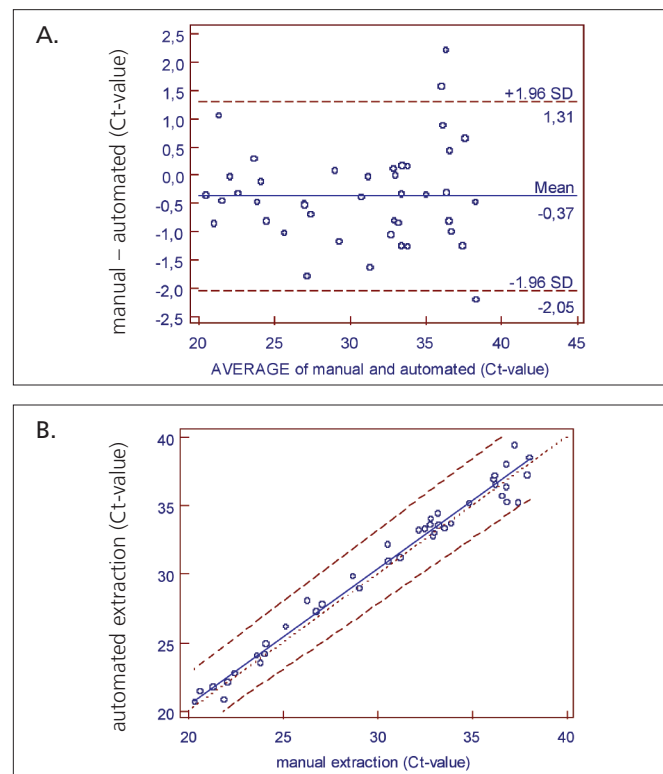 A.
manual – automated (Ct-value)
2,5
2,0
1,5
1,0
0,5
0,0
-0,5
-1,0
-1,5
-2,0
-2,5
+1.96 SD
1,31
Mean
-0,37
-1.96 SD
-2,05
20 25 30 35 40 45
AVERAGE of manual and automated (Ct-value)
B.
automated extraction (Ct-value)
40
35
30
25
20
20 25 30 35 40
manual extraction (Ct-value)